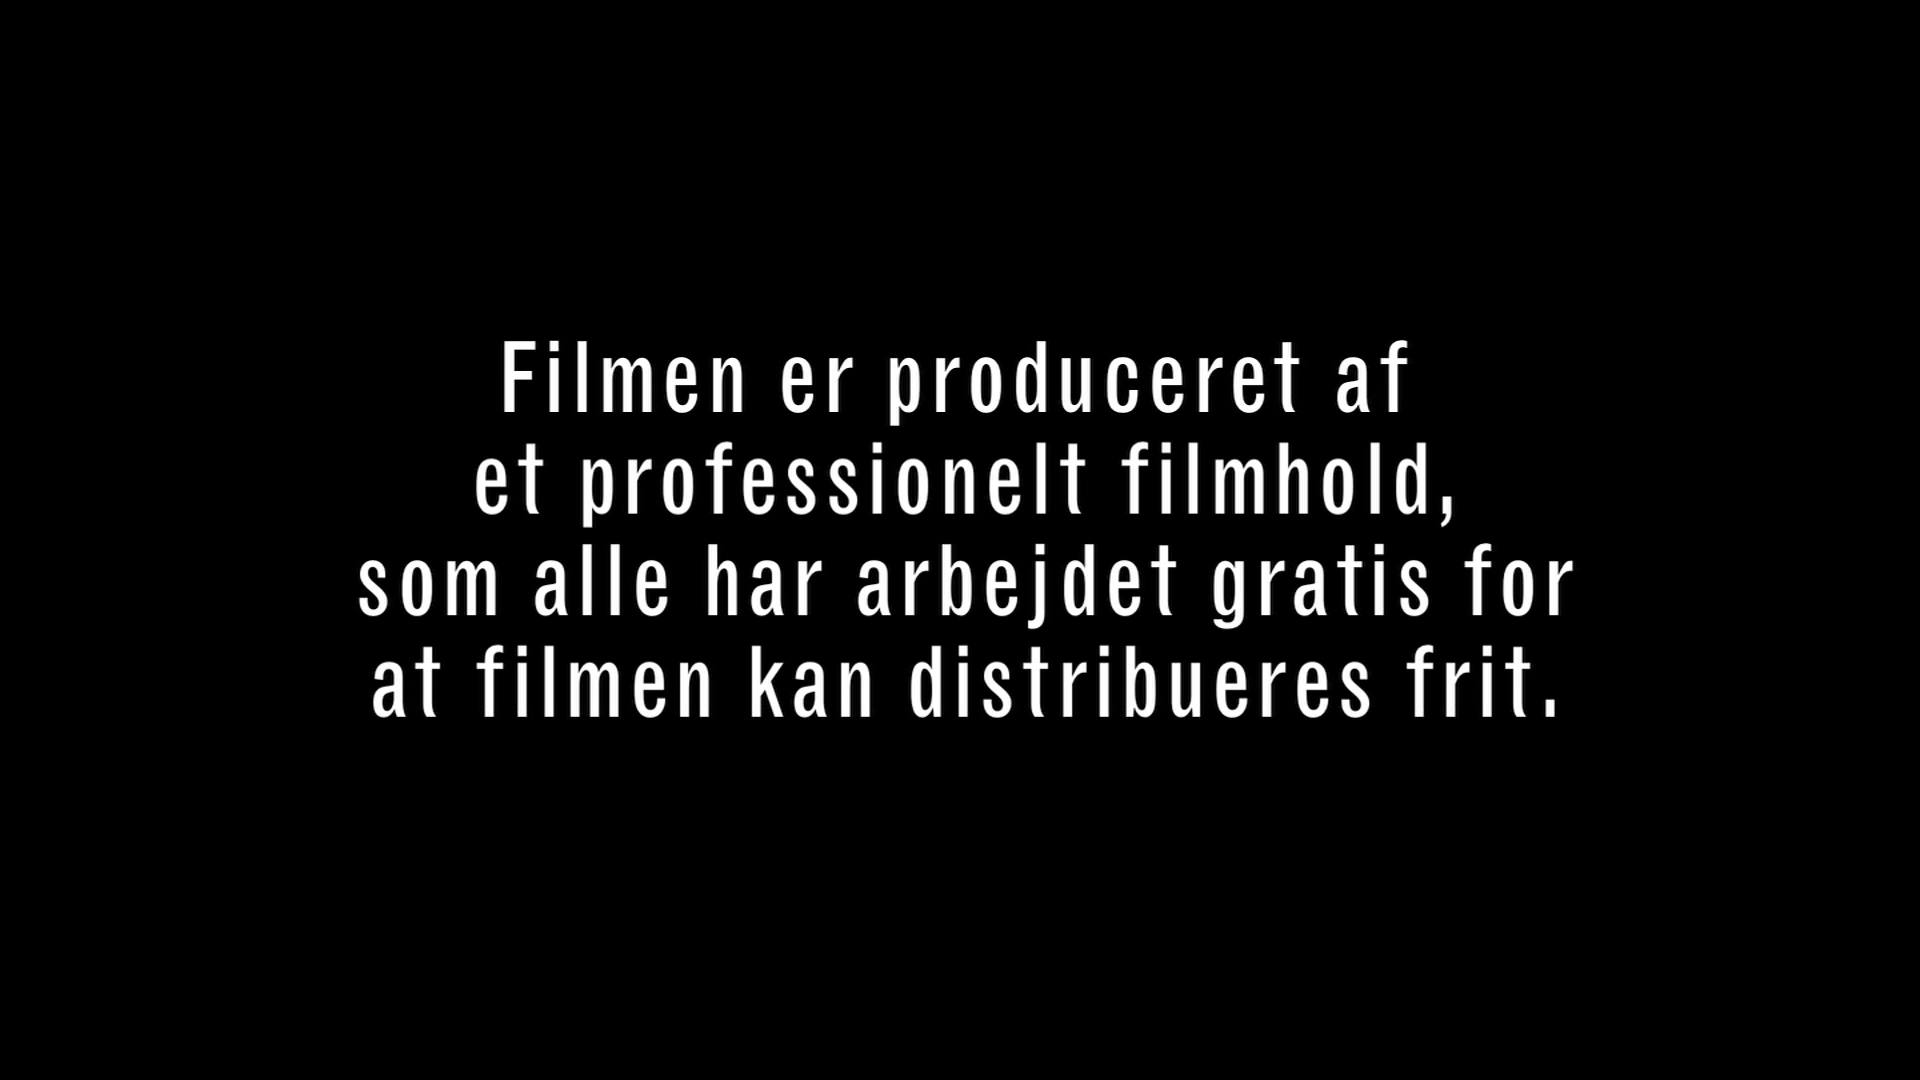 Filmen er produceret af
et professionelt filmhold,
som alle har arbejdet gratis for
at filmen kan distribueres frit.